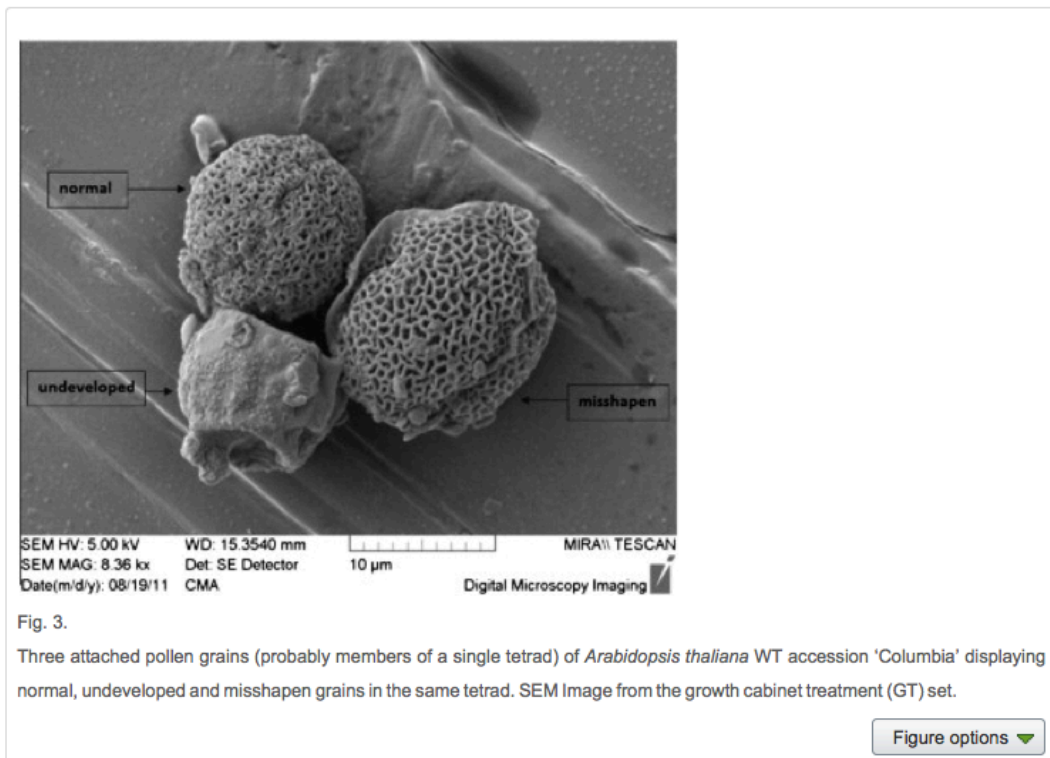 normal
undeveloped
misshapen
SEM HV: 5.00 kV WD: 15.3540 mm MIRA\\ TESCAN
SEM MAG: 8.36 kx Det: SE Detector 10 µm
Date(m/d/y): 08/19/11 CMA Digital Microscopy Imaging
Fig. 3.
Three attached pollen grains (probably members of a single tetrad) of Arabidopsis thaliana WT accession ‘Columbia’ displaying
normal, undeveloped and misshapen grains in the same tetrad. SEM Image from the growth cabinet treatment (GT) set.
Figure options